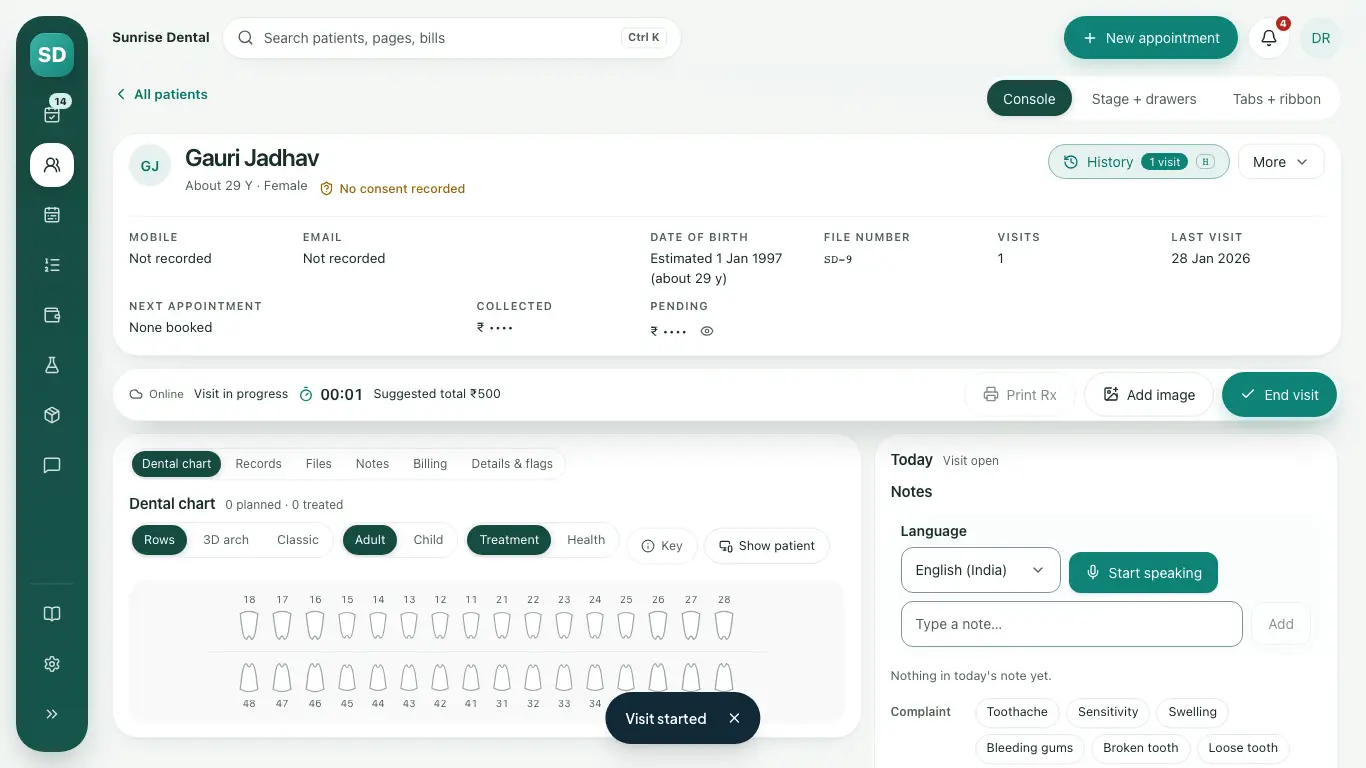 SD
Sunrise Dental
Search patients, pages, bills
Ctrl K
New appointment
4
DR
14
All patients
Console
Stage + drawers
Tabs + ribbon
GJ
Gauri Jadhav
About 29 Y · Female
No consent recorded
History
1 visit
H
More
MOBILE
Not recorded
EMAIL
Not recorded
DATE OF BIRTH
Estimated 1 Jan 1997
(about 29 y)
FILE NUMBER
SD-9
VISITS
1
LAST VISIT
28 Jan 2026
NEXT APPOINTMENT
None booked
COLLECTED
₹ ••••
PENDING
₹ ••••
Online
Visit in progress
00:01
Suggested total ₹500
Print Rx
Add image
End visit
Dental chart
Records
Files
Notes
Billing
Details & flags
Dental chart
0 planned · 0 treated
Rows
3D arch
Classic
Adult
Child
Treatment
Health
Key
Show patient
18 17 16 15 14 13 12 11 21 22 23 24 25 26 27 28
48 47 46 45 44 43 42 41 31 32 33 34
Visit started
Today
Visit open
Notes
Language
English (India)
Start speaking
Type a note…
Add
Nothing in today's note yet.
Complaint
Toothache
Sensitivity
Swelling
Bleeding gums
Broken tooth
Loose tooth